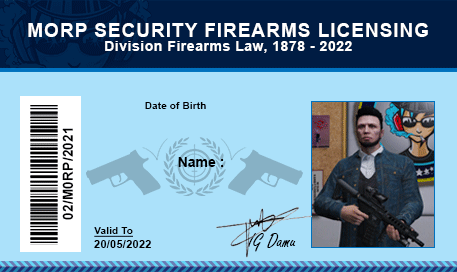 MORP SECURITY FIREARMS LICENSING
Division Firearms Law, 1878 - 2022
Date of Birth
02/M0RP/2021
Name :
Valid To
20/05/2022
G Damu